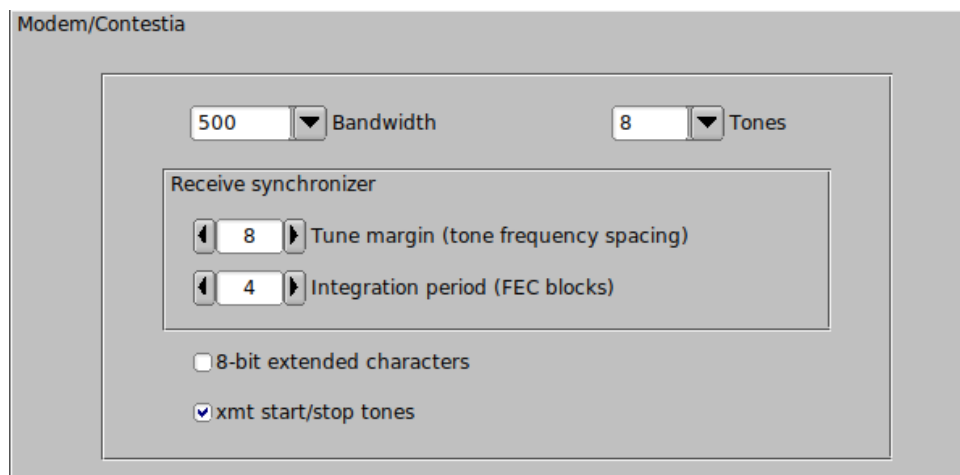 Modem/Contestia
500 Bandwidth 8 Tones
Receive synchronizer
8 Tune margin (tone frequency spacing)
4 Integration period (FEC blocks)
8-bit extended characters
xmt start/stop tones